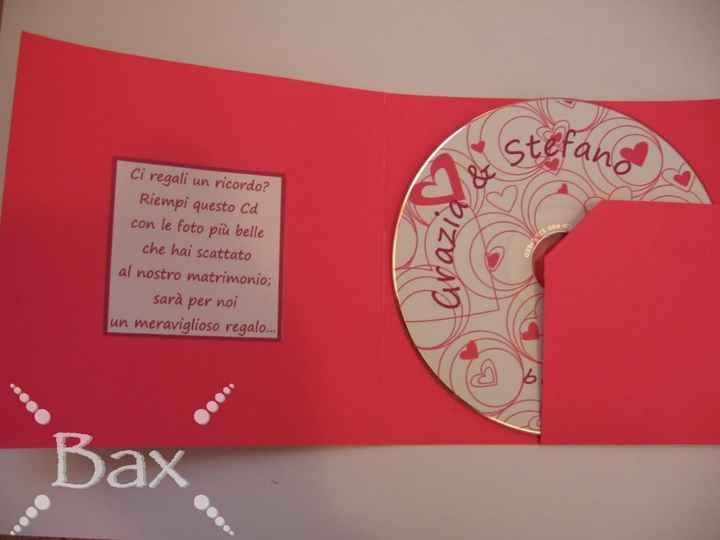 Ci regali un ricordo?
Riempi questo Cd
con le foto più belle
che hai scattato
al nostro matrimonio;
sarà per noi
un meraviglioso regalo...
Grazia & Stefano
Bax